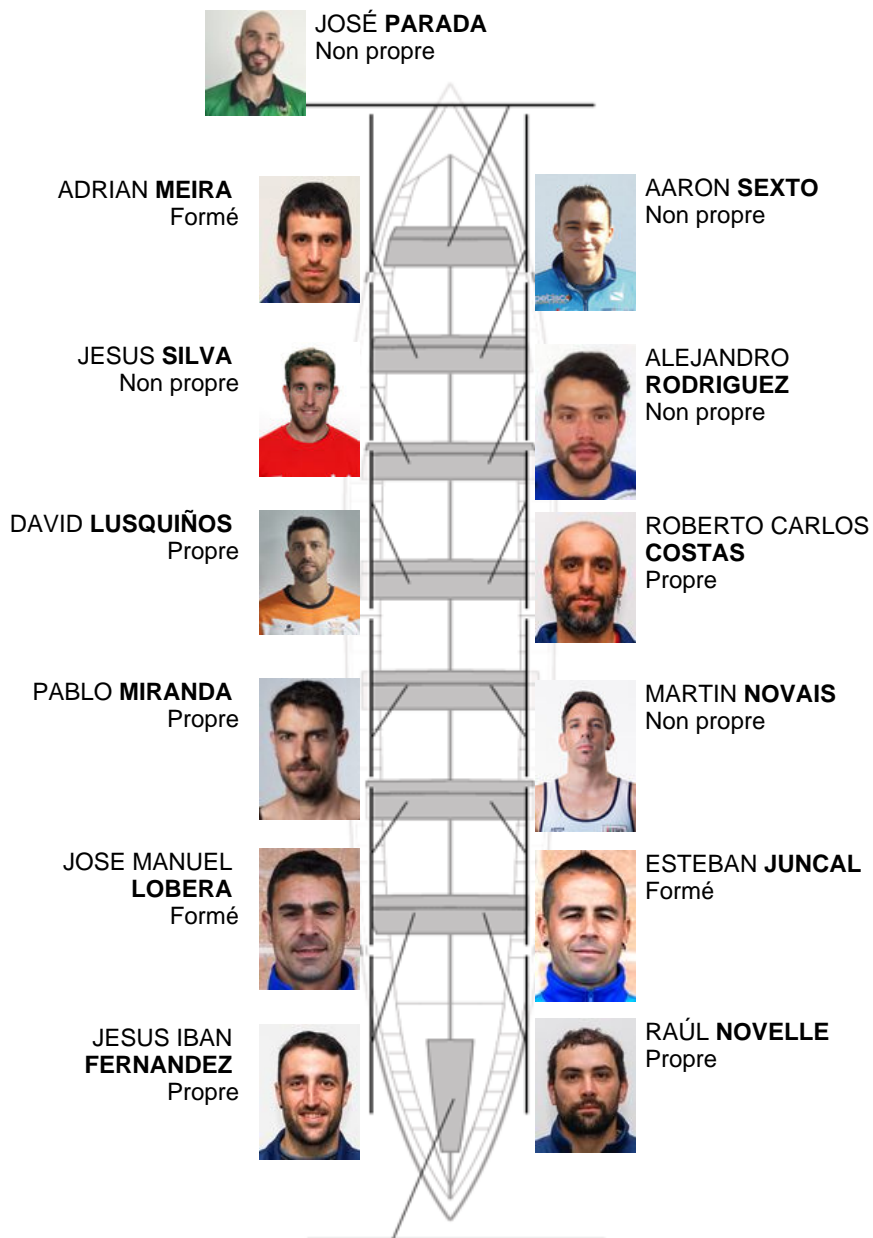 JOSÉ PARADA
Non propre
ADRIAN MEIRA
Formé
AARON SEXTO
Non propre
JESUS SILVA
Non propre
ALEJANDRO
RODRIGUEZ
Non propre
DAVID LUSQUIÑOS
Propre
ROBERTO CARLOS
COSTAS
Propre
PABLO MIRANDA
Propre
MARTIN NOVAIS
Non propre
JOSE MANUEL
LOBERA
Formé
ESTEBAN JUNCAL
Formé
JESUS IBAN
FERNANDEZ
Propre
RAÚL NOVELLE
Propre